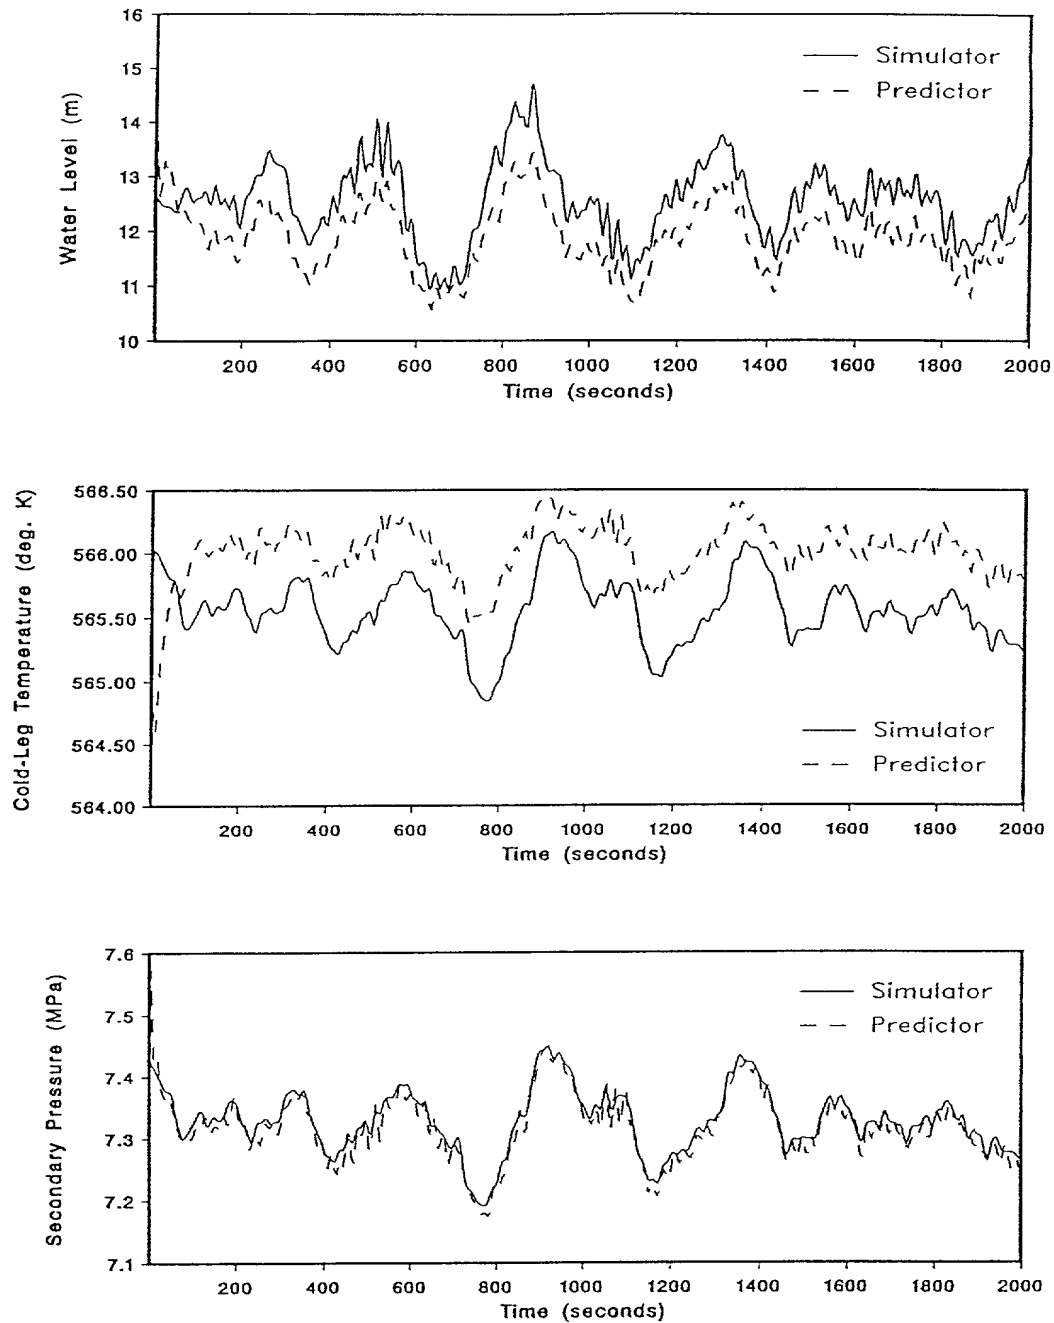 16
15
14
13
12
11
10
Water Level (m)
Simulator
Predictor
200 400 600 800 1000 1200 1400 1600 1800 2000
Time (seconds)
566.50
566.00
565.50
565.00
564.50
564.00
Cold-Leg Temperature (deg. K)
Simulator
Predictor
200 400 600 800 1000 1200 1400 1600 1800 2000
Time (seconds)
7.6
7.5
7.4
7.3
7.2
7.1
Secondary Pressure (MPa)
Simulator
Predictor
200 400 600 800 1000 1200 1400 1600 1800 2000
Time (seconds)